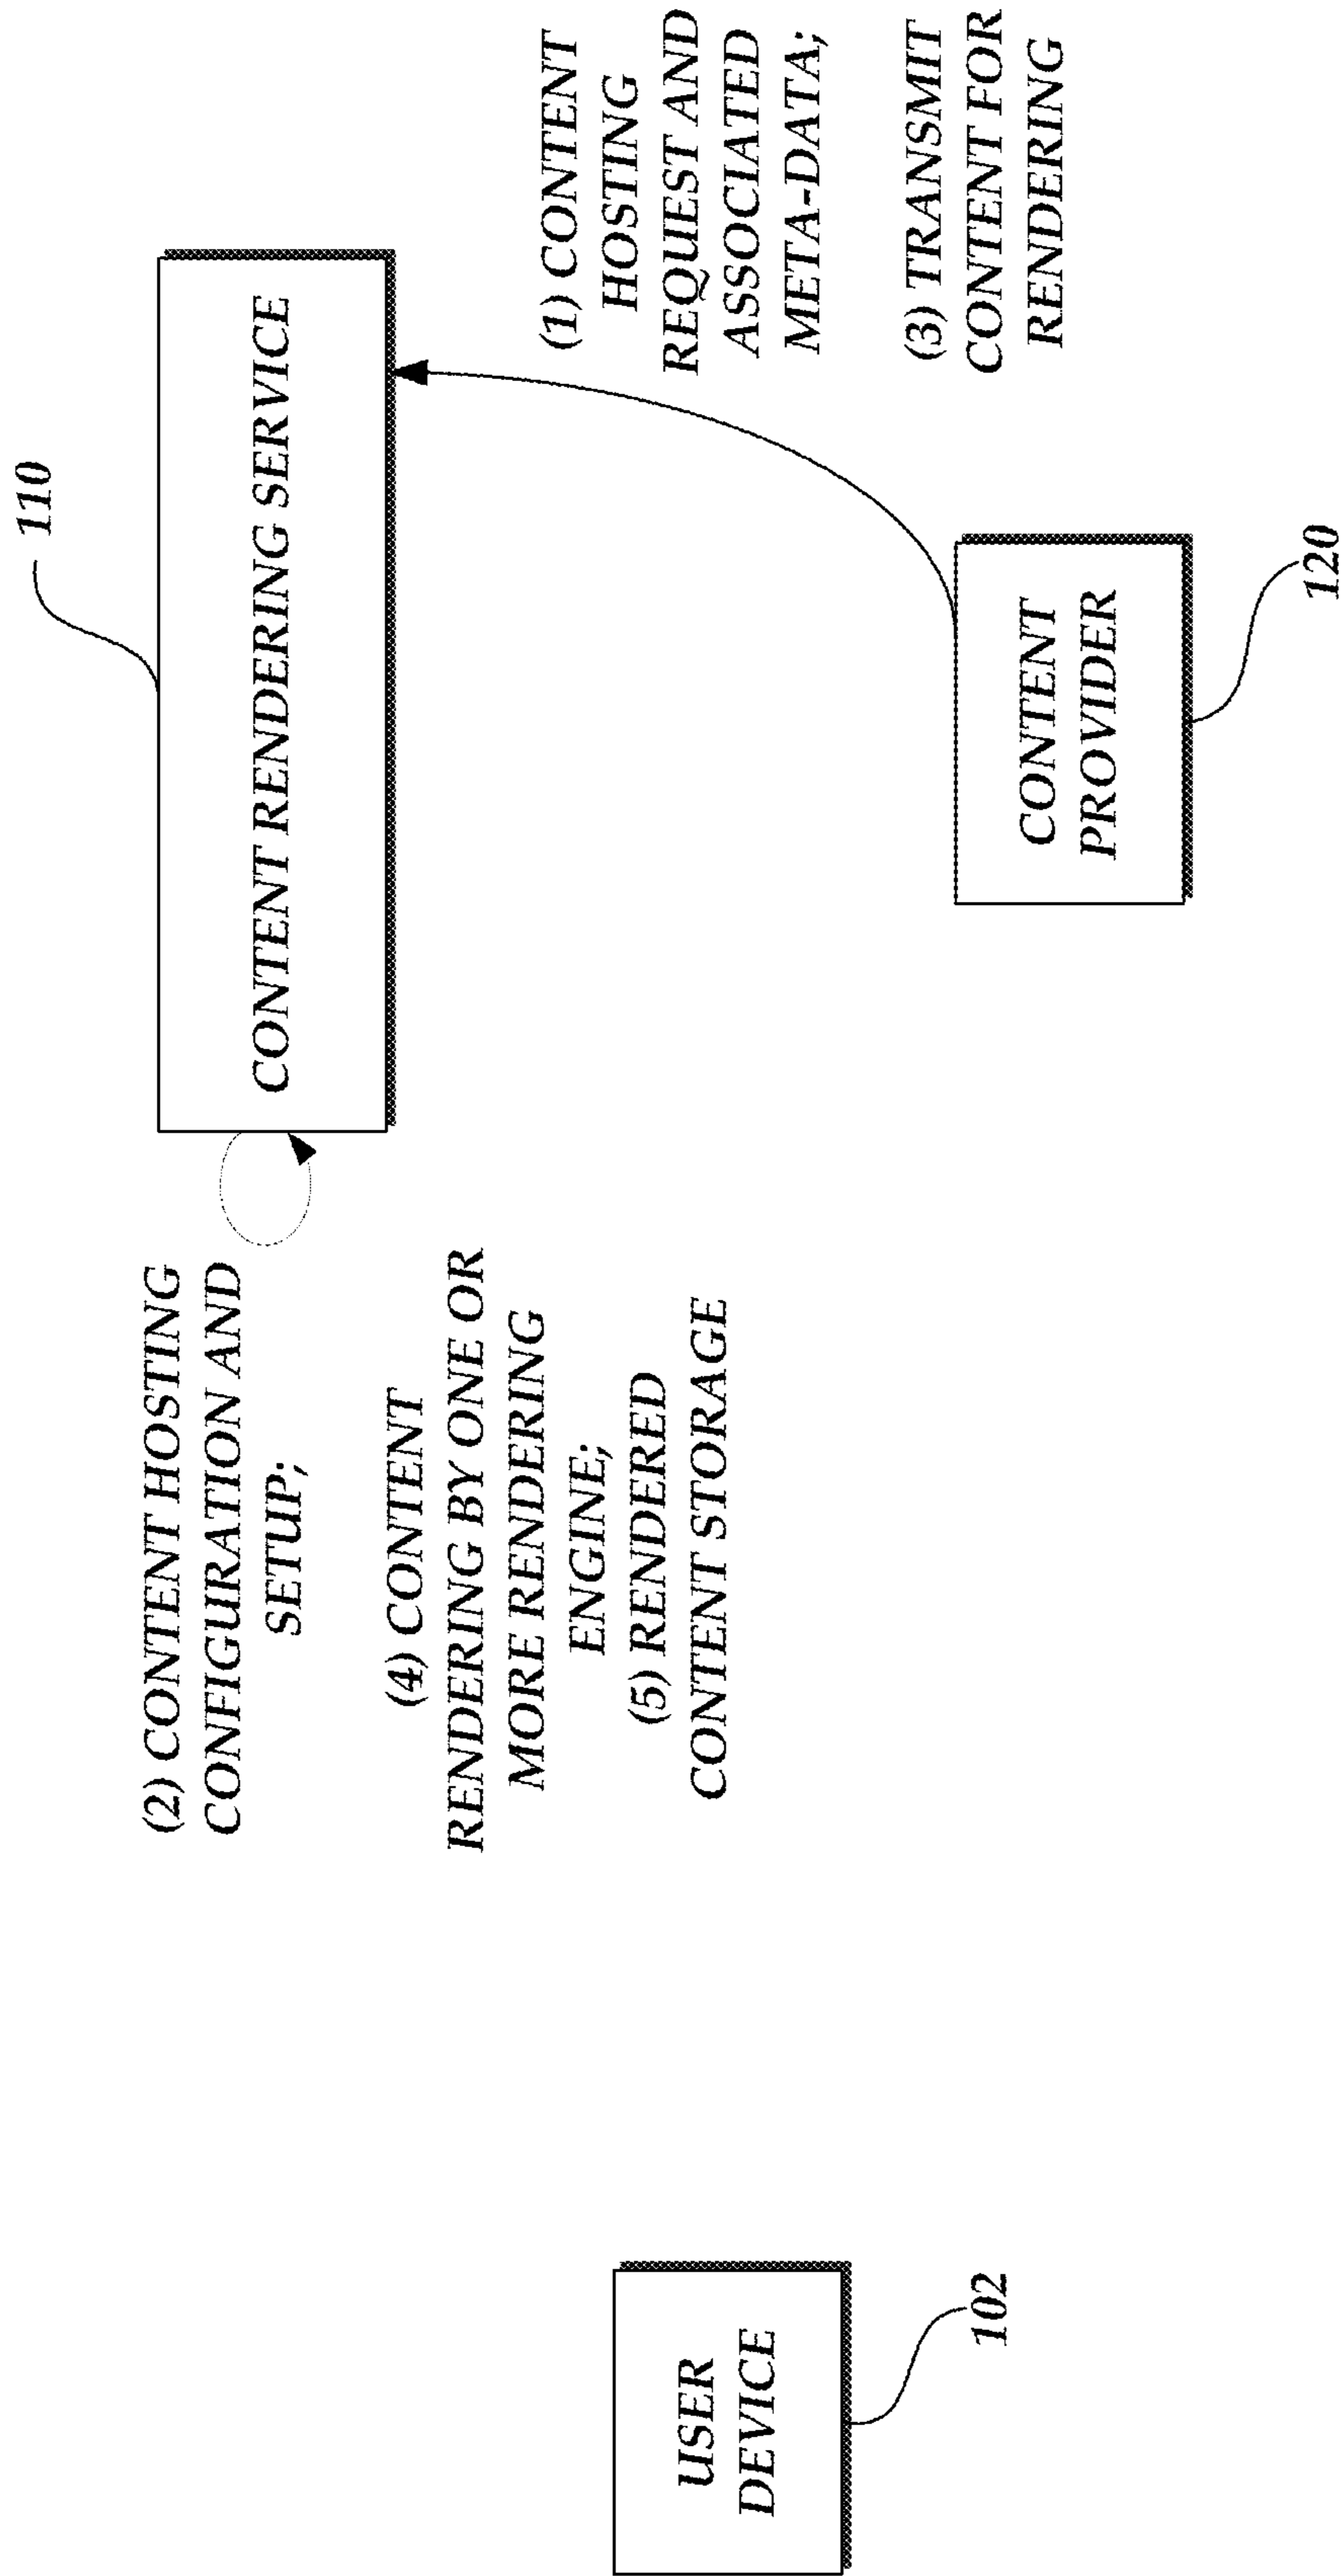 110
CONTENT RENDERING SERVICE
(2) CONTENT HOSTING
CONFIGURATION AND
SETUP;
(4) CONTENT
RENDERING BY ONE OR
MORE RENDERING
ENGINE;
(5) RENDERED
CONTENT STORAGE
(1) CONTENT
HOSTING
REQUEST AND
ASSOCIATED
META-DATA;
(3) TRANSMIT
CONTENT FOR
RENDERING
USER
DEVICE
102
CONTENT
PROVIDER
120